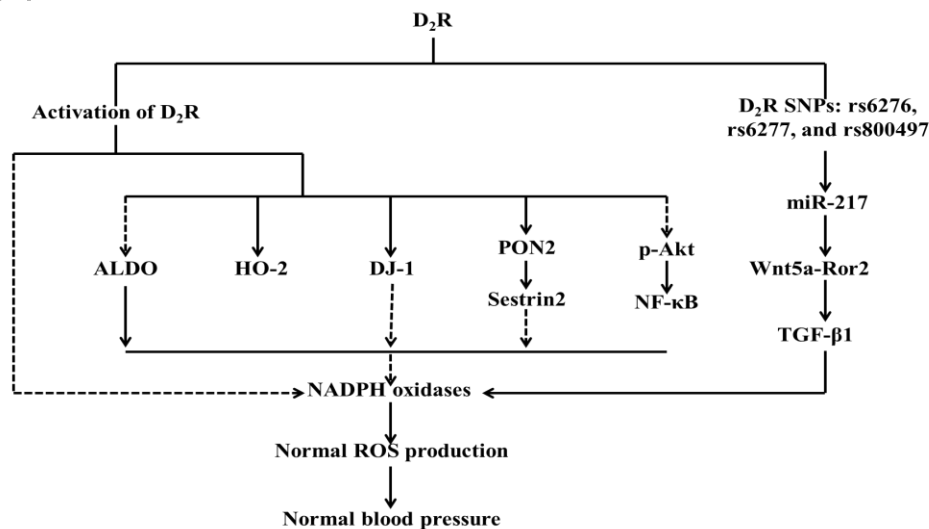 D₂R
Activation of D₂R
D₂R SNPs: rs6276,
rs6277, and rs800497
miR-217
ALDO
HO-2
DJ-1
PON2
p-Akt
Wnt5a-Ror2
Sestrin2
NF-κB
TGF-β1
NADPH oxidases
Normal ROS production
Normal blood pressure